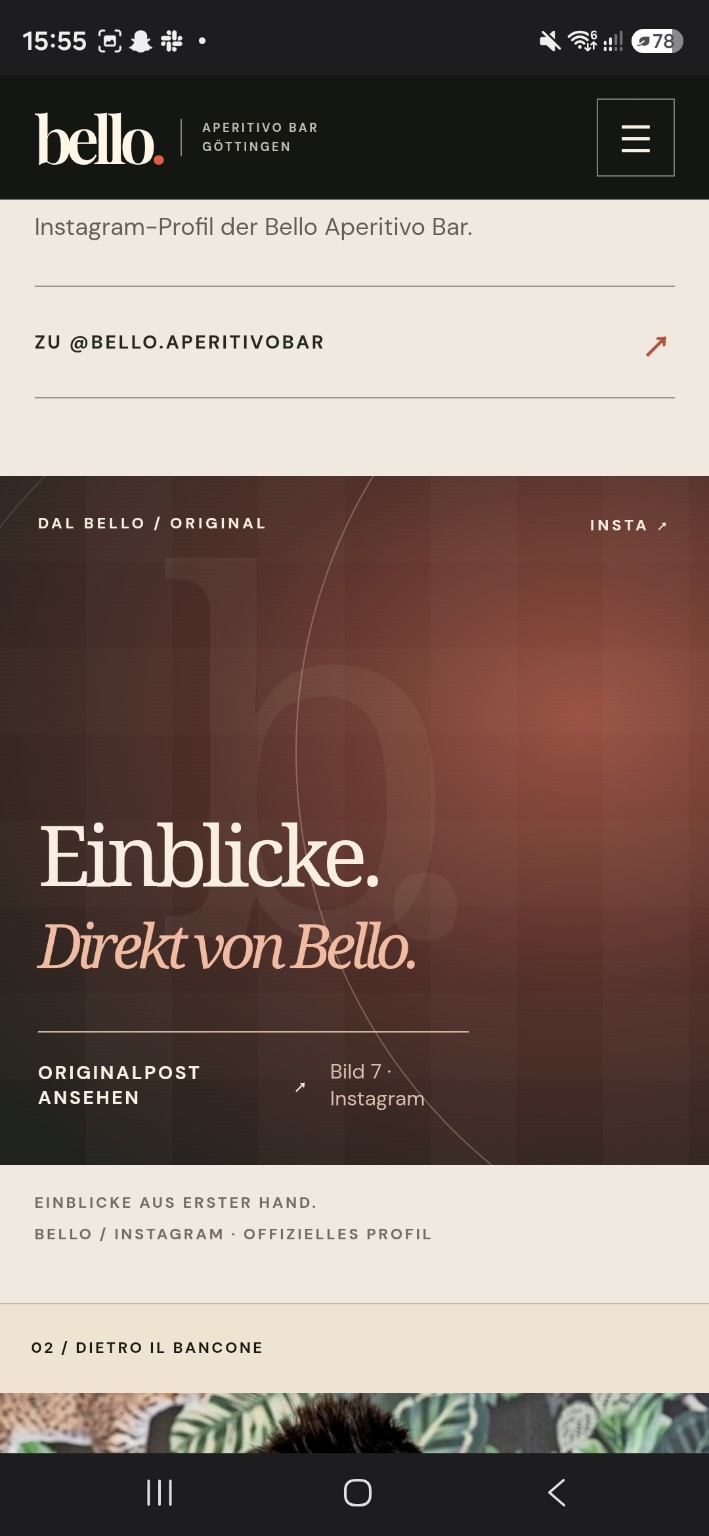 15:55
6
78
bello.
APERITIVO BAR
GÖTTINGEN
Instagram-Profil der Bello Aperitivo Bar.
ZU @BELLO.APERITIVOBAR ↗
DAL BELLO / ORIGINAL
INSTA ↗
b.
Einblicke.
Direkt von Bello.
ORIGINALPOST
ANSEHEN ↗
Bild 7 ·
Instagram
EINBLICKE AUS ERSTER HAND.
BELLO / INSTAGRAM · OFFIZIELLES PROFIL
02 / DIETRO IL BANCONE